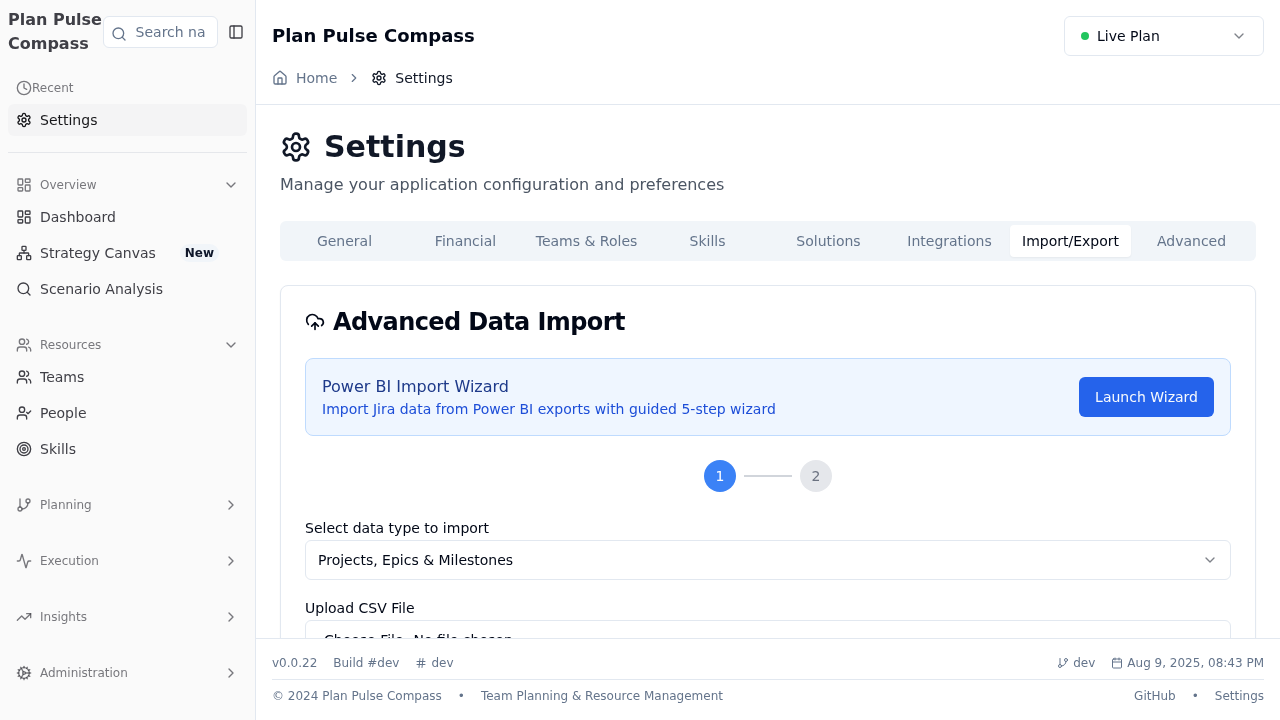 Plan Pulse
Compass
Search na
Recent
Settings
Overview
Dashboard
Strategy Canvas New
Scenario Analysis
Resources
Teams
People
Skills
Planning
Execution
Insights
Administration
Plan Pulse Compass
Live Plan
Home Settings
Settings
Manage your application configuration and preferences
General Financial Teams & Roles Skills Solutions Integrations Import/Export Advanced
Advanced Data Import
Power BI Import Wizard
Import Jira data from Power BI exports with guided 5-step wizard
Launch Wizard
1 2
Select data type to import
Projects, Epics & Milestones
Upload CSV File
Choose File No file chosen
v0.0.22 Build #dev # dev
dev Aug 9, 2025, 08:43 PM
© 2024 Plan Pulse Compass • Team Planning & Resource Management
GitHub • Settings